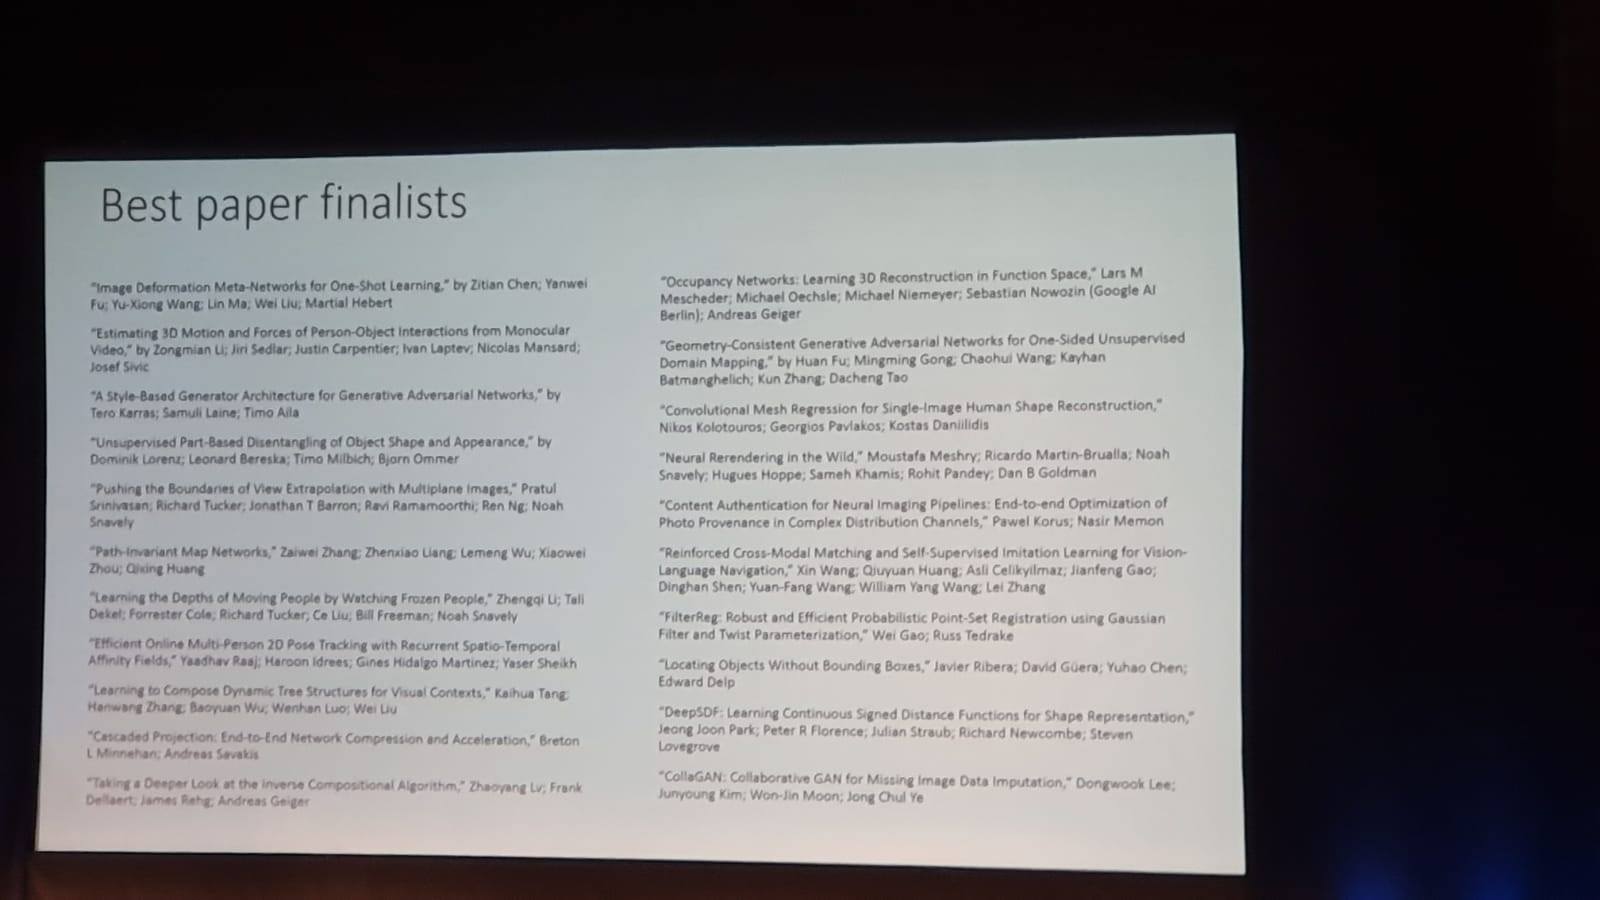 Best paper finalists
"Image Deformation Meta-Networks for One-Shot Learning," by Zitian Chen; Yanwei
Fu; Yu-Xiong Wang; Lin Ma; Wei Liu; Martial Hebert
"Estimating 3D Motion and Forces of Person-Object Interactions from Monocular
Video," by Zongmian Li; Jiri Sedlar; Justin Carpentier; Ivan Laptev; Nicolas Mansard;
Josef Sivic
"A Style-Based Generator Architecture for Generative Adversarial Networks," by
Tero Karras; Samuli Laine; Timo Aila
"Unsupervised Part-Based Disentangling of Object Shape and Appearance," by
Dominik Lorenz; Leonard Bereska; Timo Milbich; Bjorn Ommer
"Pushing the Boundaries of View Extrapolation with Multiplane Images," Pratul
Srinivasan; Richard Tucker; Jonathan T Barron; Ravi Ramamoorthi; Ren Ng; Noah
Snavely
"Path-Invariant Map Networks," Zaiwei Zhang; Zhenxiao Liang; Lemeng Wu; Xiaowei
Zhou; Qixing Huang
"Learning the Depths of Moving People by Watching Frozen People," Zhengqi Li; Tali
Dekel; Forrester Cole; Richard Tucker; Ce Liu; Bill Freeman; Noah Snavely
"Efficient Online Multi-Person 2D Pose Tracking with Recurrent Spatio-Temporal
Affinity Fields," Yaadhav Raaj; Haroon Idrees; Gines Hidalgo Martinez; Yaser Sheikh
"Learning to Compose Dynamic Tree Structures for Visual Contexts," Kaihua Tang;
Hanwang Zhang; Baoyuan Wu; Wenhan Luo; Wei Liu
"Cascaded Projection: End-to-End Network Compression and Acceleration," Breton
L Minnehan; Andreas Savakis
"Taking a Deeper Look at the Inverse Compositional Algorithm," Zhaoyang Lv; Frank
Dellaert; James Rehg; Andreas Geiger
"Occupancy Networks: Learning 3D Reconstruction in Function Space," Lars M
Mescheder; Michael Oechsle; Michael Niemeyer; Sebastian Nowozin (Google AI
Berlin); Andreas Geiger
"Geometry-Consistent Generative Adversarial Networks for One-Sided Unsupervised
Domain Mapping," by Huan Fu; Mingming Gong; Chaohui Wang; Kayhan
Batmanghelich; Kun Zhang; Dacheng Tao
"Convolutional Mesh Regression for Single-Image Human Shape Reconstruction,"
Nikos Kolotouros; Georgios Pavlakos; Kostas Daniilidis
"Neural Rerendering in the Wild," Moustafa Meshry; Ricardo Martin-Brualla; Noah
Snavely; Hugues Hoppe; Sameh Khamis; Rohit Pandey; Dan B Goldman
"Content Authentication for Neural Imaging Pipelines: End-to-end Optimization of
Photo Provenance in Complex Distribution Channels," Pawel Korus; Nasir Memon
"Reinforced Cross-Modal Matching and Self-Supervised Imitation Learning for Vision-
Language Navigation," Xin Wang; Qiuyuan Huang; Asli Celikyilmaz; Jianfeng Gao;
Dinghan Shen; Yuan-Fang Wang; William Yang Wang; Lei Zhang
"FilterReg: Robust and Efficient Probabilistic Point-Set Registration using Gaussian
Filter and Twist Parameterization," Wei Gao; Russ Tedrake
"Locating Objects Without Bounding Boxes," Javier Ribera; David Güera; Yuhao Chen;
Edward Delp
"DeepSDF: Learning Continuous Signed Distance Functions for Shape Representation,"
Jeong Joon Park; Peter R Florence; Julian Straub; Richard Newcombe; Steven
Lovegrove
"CollaGAN: Collaborative GAN for Missing Image Data Imputation," Dongwook Lee;
Junyoung Kim; Won-Jin Moon; Jong Chul Ye